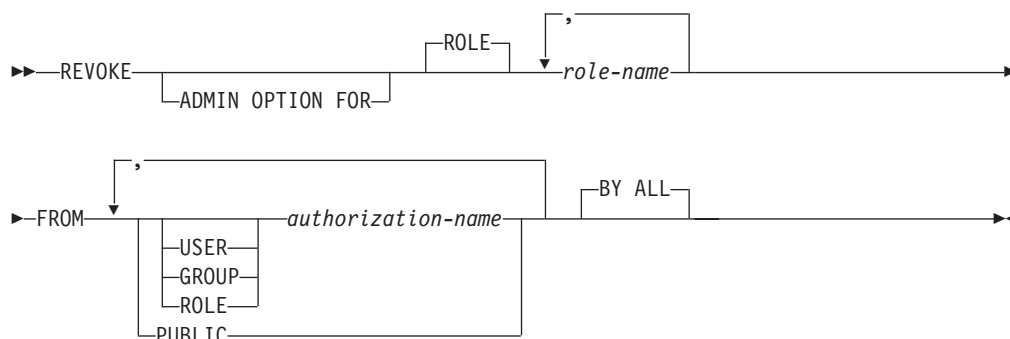 ,
ROLE
REVOKE role-name
ADMIN OPTION FOR
,
BY ALL
FROM authorization-name
USER
GROUP
ROLE
PUBLIC